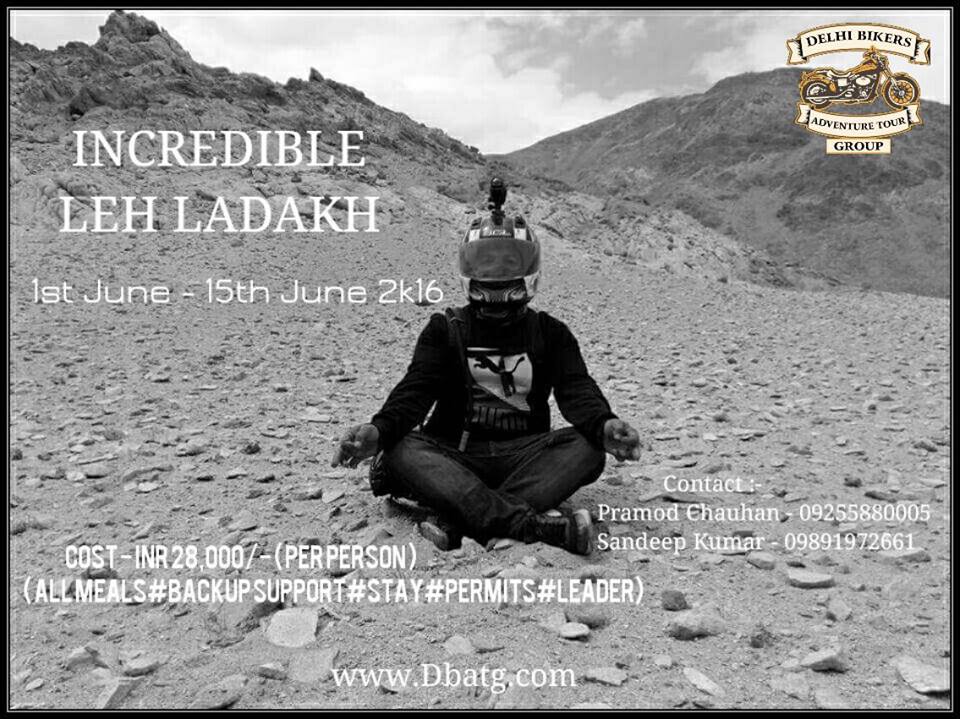 DELHI BIKERS
ADVENTURE TOUR
GROUP
INCREDIBLE
LEH LADAKH
1st June - 15th June 2k16
Contact :-
Pramod Chauhan - 09255880005
Sandeep Kumar - 09891972661
COST-INR 28,000/-(PER PERSON)
(ALL MEALS#BACKUP SUPPORT#STAY#PERMITS#LEADER)
www.Dbatg.com